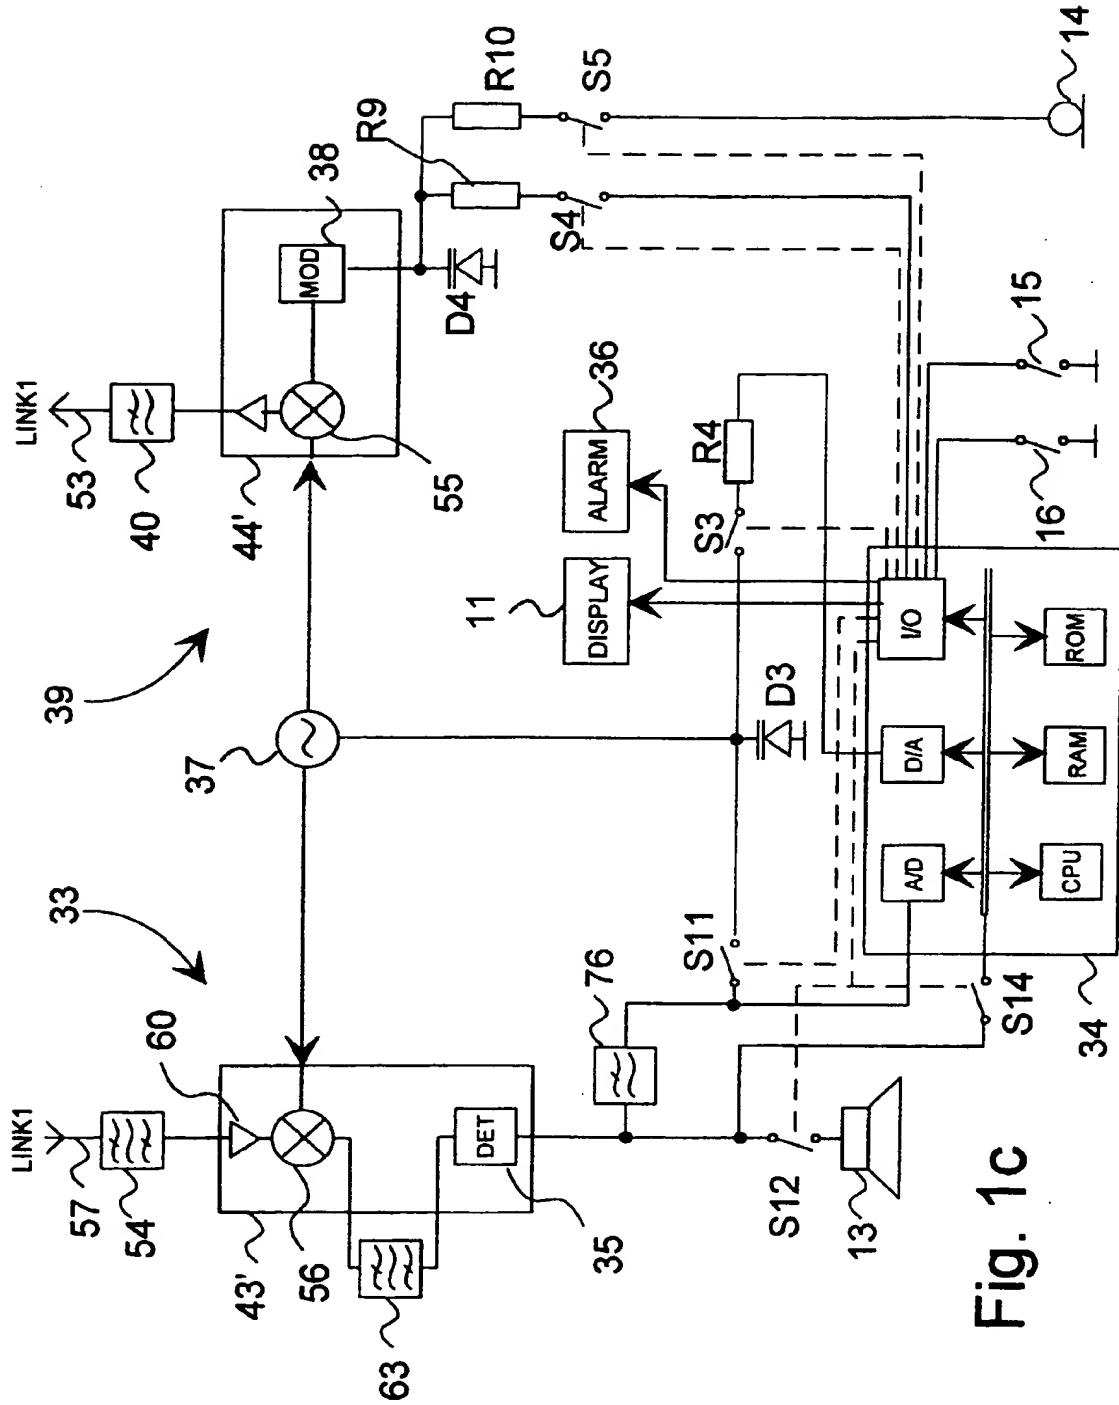 LINK1
LINK1
53
40
44'
MOD
38
55
D4
R9
R10
S4
S5
14
39
37
33
57
54
60
43'
56
63
DET
35
11
DISPLAY
ALARM
36
R4
S3
D3
15
16
76
S11
S12
13
S14
34
A/D
D/A
I/O
CPU
RAM
ROM
Fig. 1c